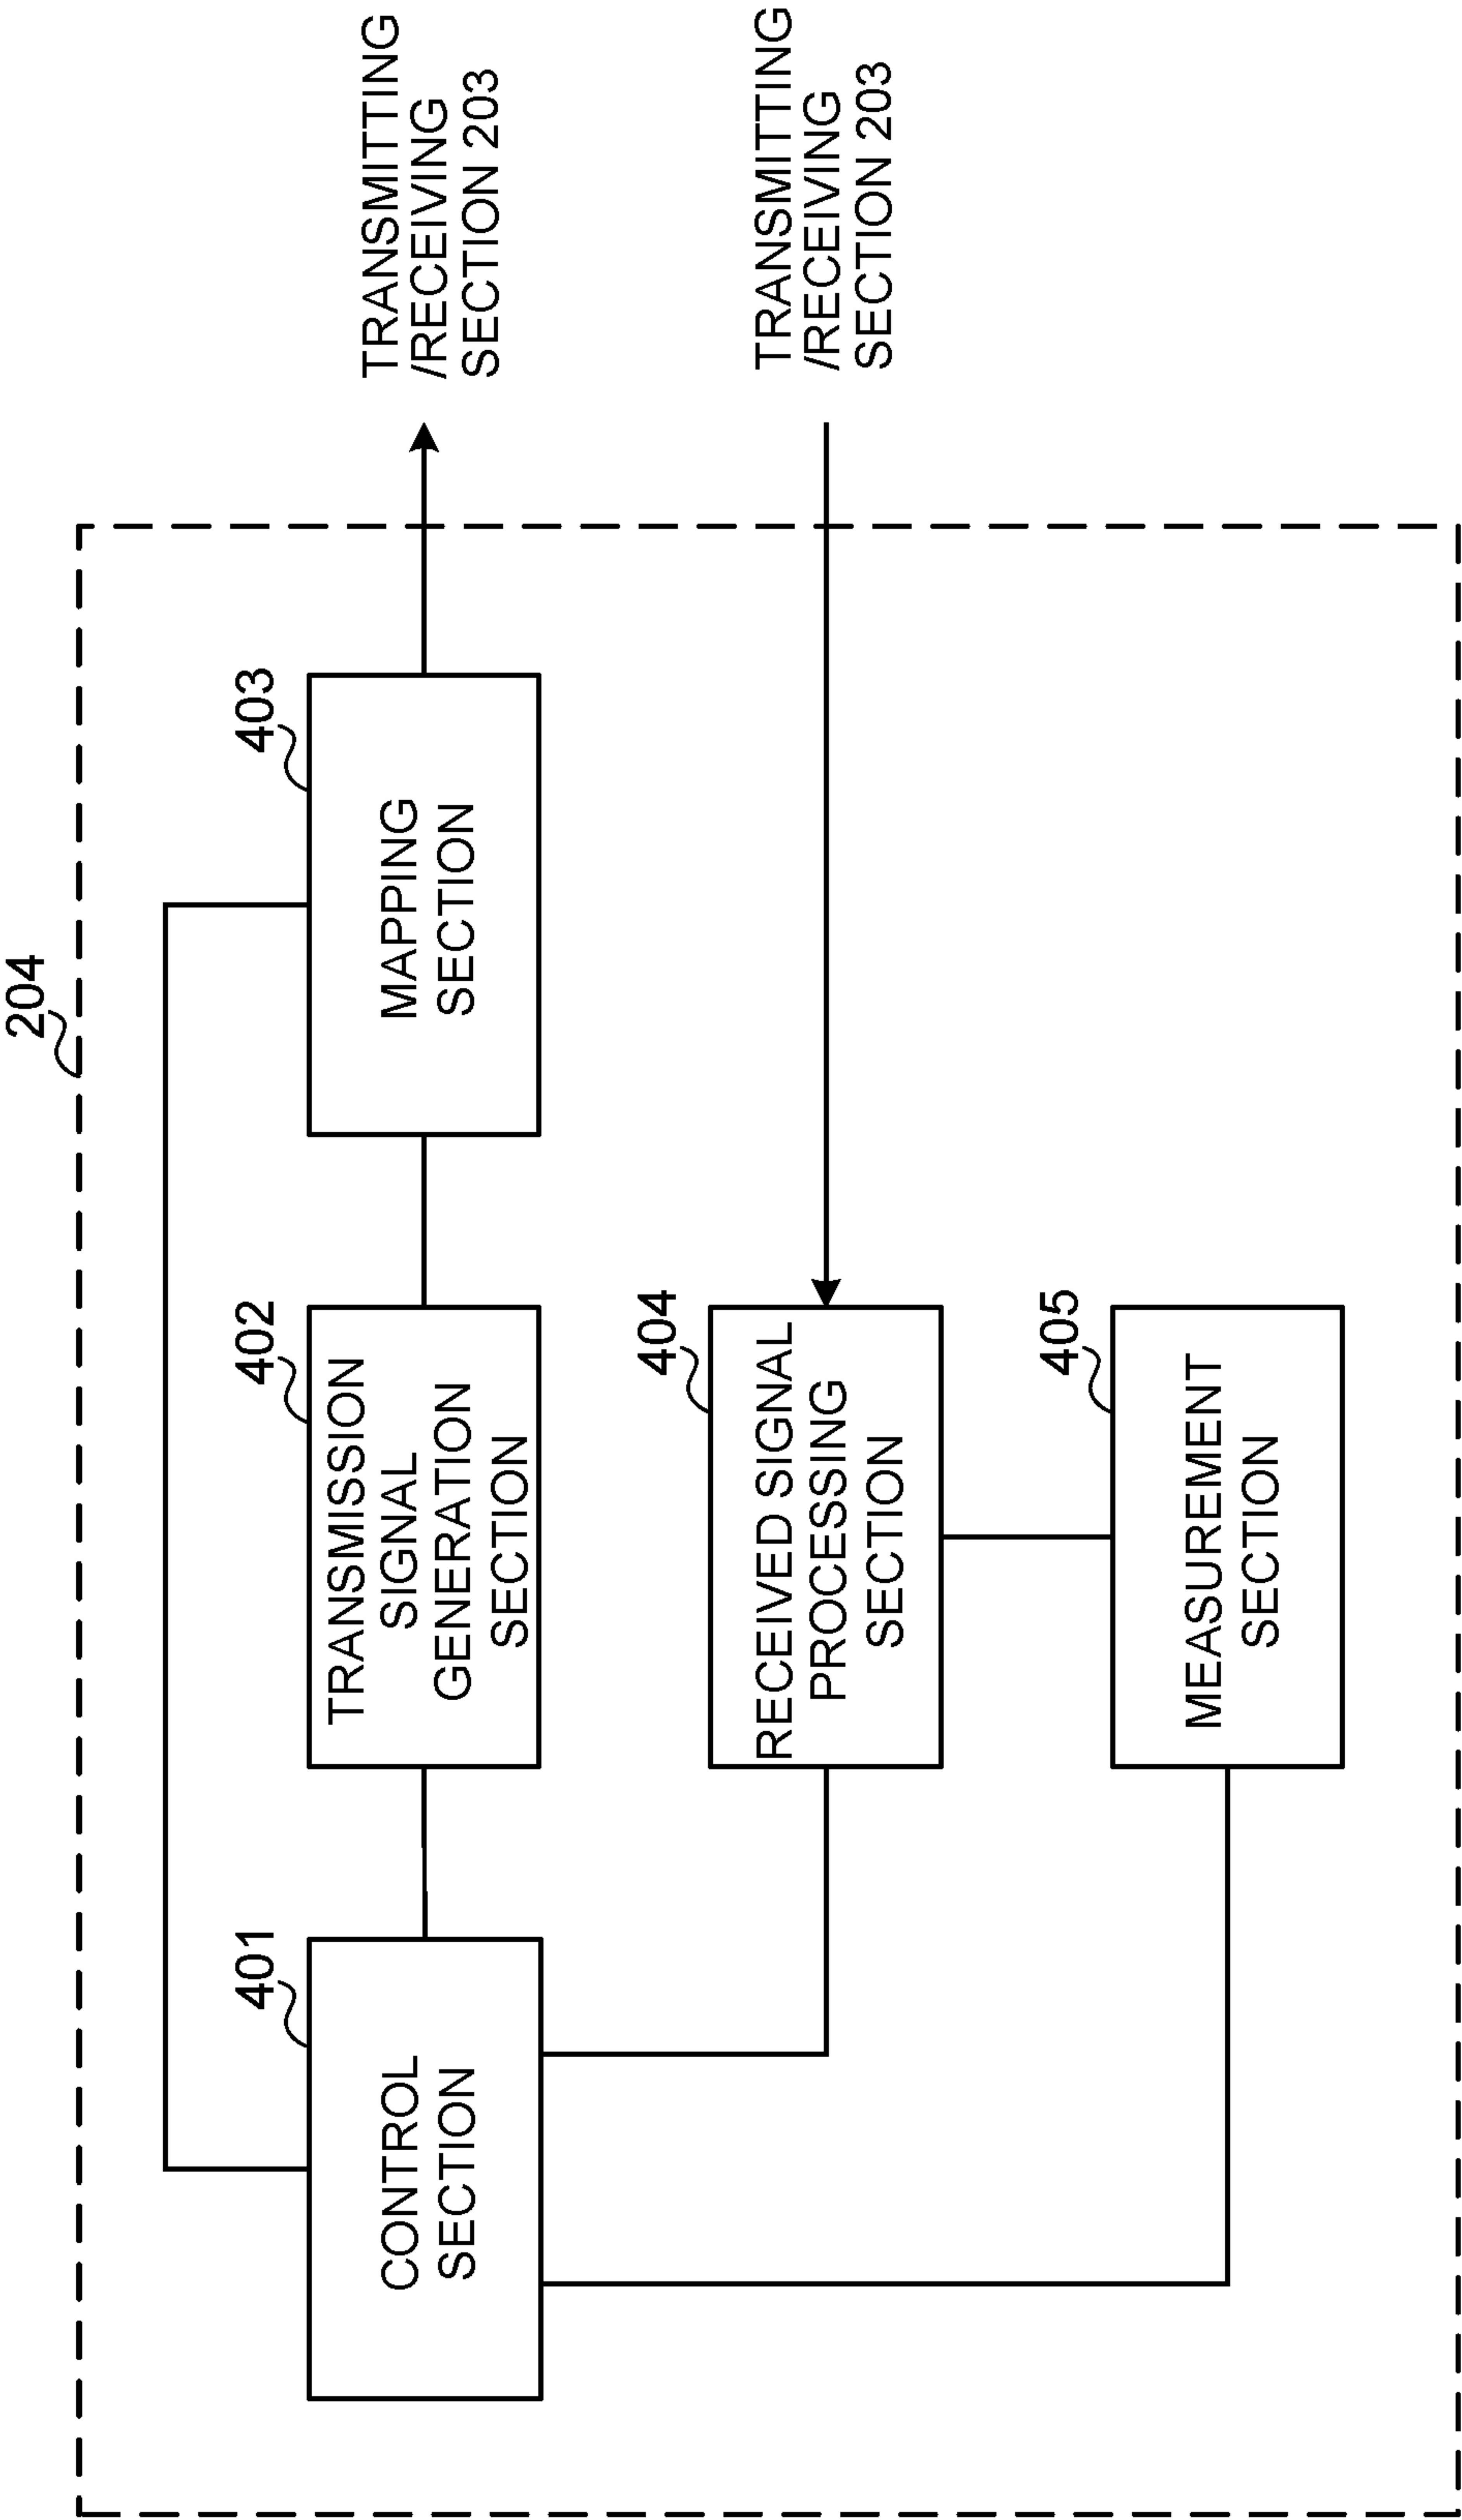 204
401
CONTROL
SECTION
402
TRANSMISSION
SIGNAL
GENERATION
SECTION
403
MAPPING
SECTION
TRANSMITTING
/RECEIVING
SECTION 203
404
RECEIVED SIGNAL
PROCESSING
SECTION
TRANSMITTING
/RECEIVING
SECTION 203
405
MEASUREMENT
SECTION